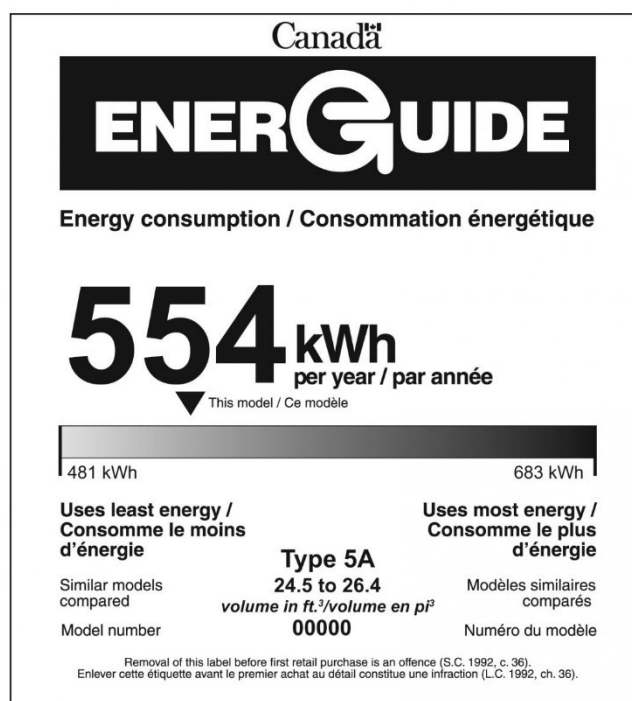 Canada
ENERGUIDE
Energy consumption / Consommation énergétique
554 kWh
per year / par année
This model / Ce modèle
481 kWh 683 kWh
Uses least energy / Uses most energy /
Consomme le moins Consomme le plus
d'énergie d'énergie
Type 5A
Similar models 24.5 to 26.4 Modèles similaires
compared volume in ft.³/volume en pi³ comparés
Model number 00000 Numéro du modèle
Removal of this label before first retail purchase is an offence (S.C. 1992, c. 36).
Enlever cette étiquette avant le premier achat au détail constitue une infraction (L.C. 1992, ch. 36).